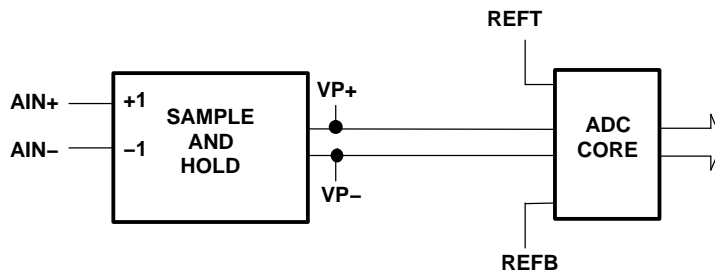 REFT
AIN+
+1
SAMPLE
AND
HOLD
AIN−
−1
VP+
VP−
ADC
CORE
REFB